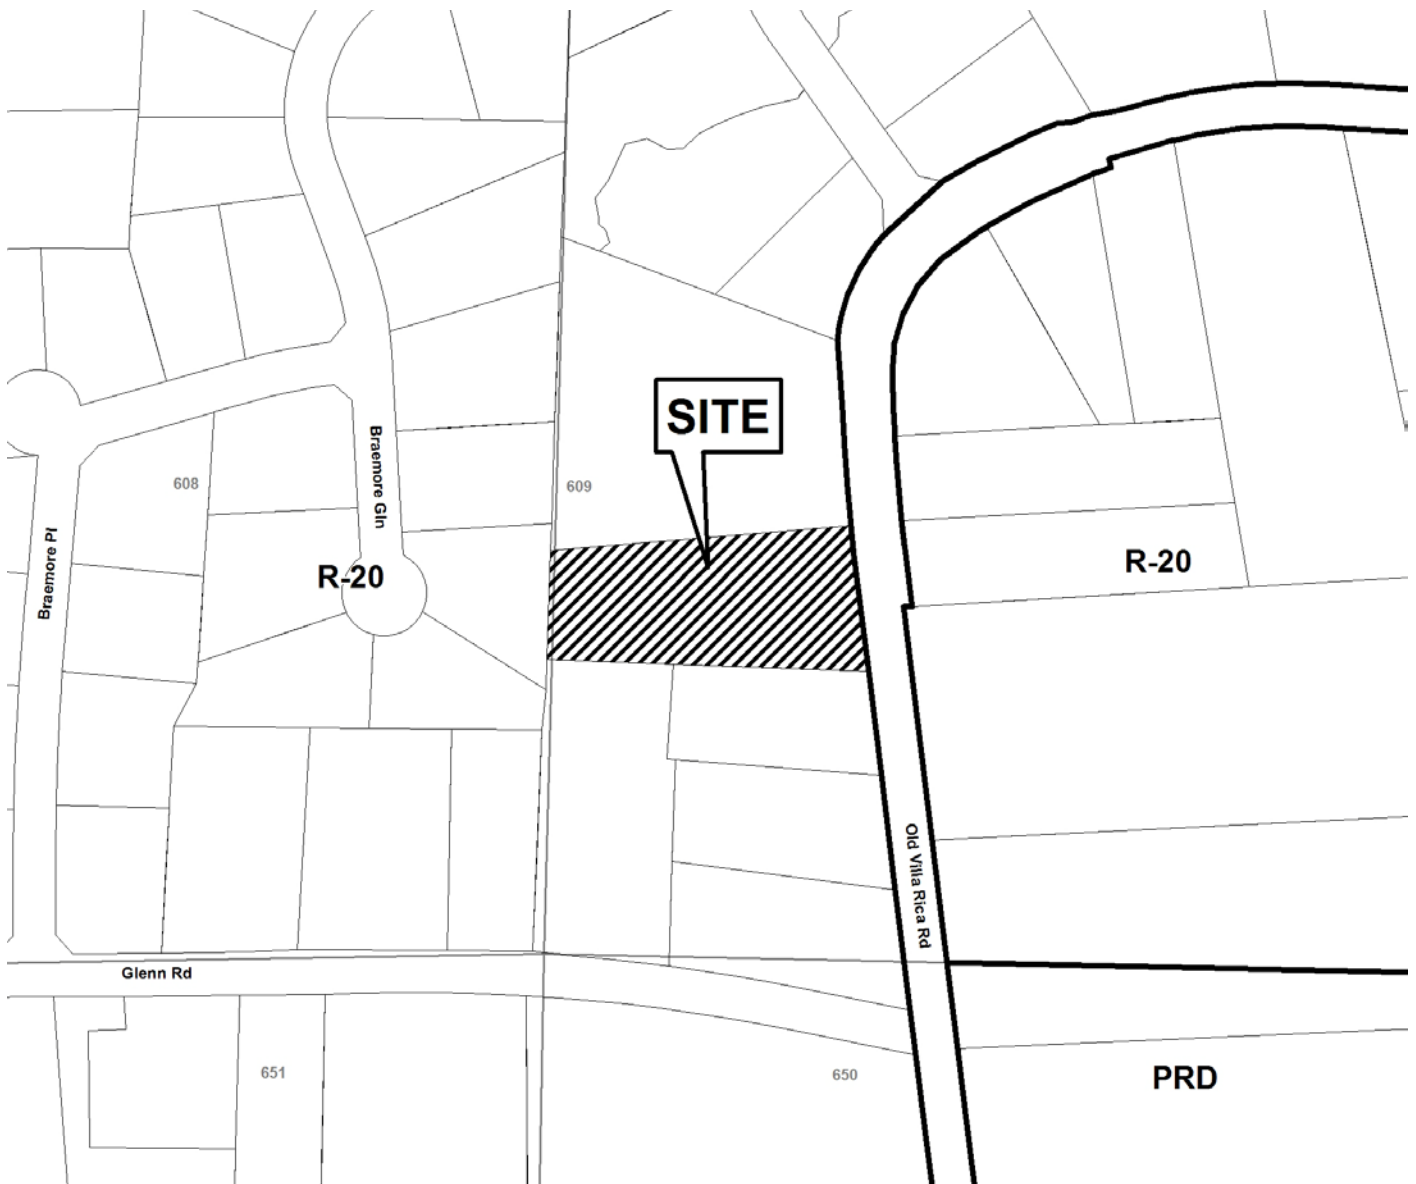 SITE
Braemore Gln
608
609
Braemore Pl
R-20
R-20
Old Villa Rica Rd
Glenn Rd
651
650
PRD